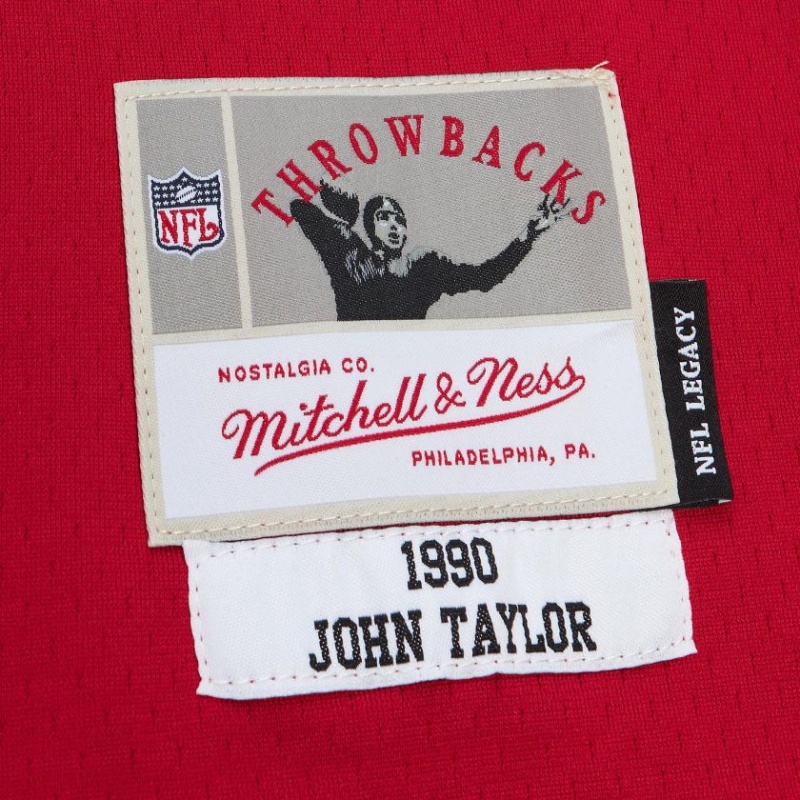 THROWBACKS
NFL
NOSTALGIA CO.
Mitchell & Ness
PHILADELPHIA, PA.
NFL LEGACY
1990
JOHN TAYLOR